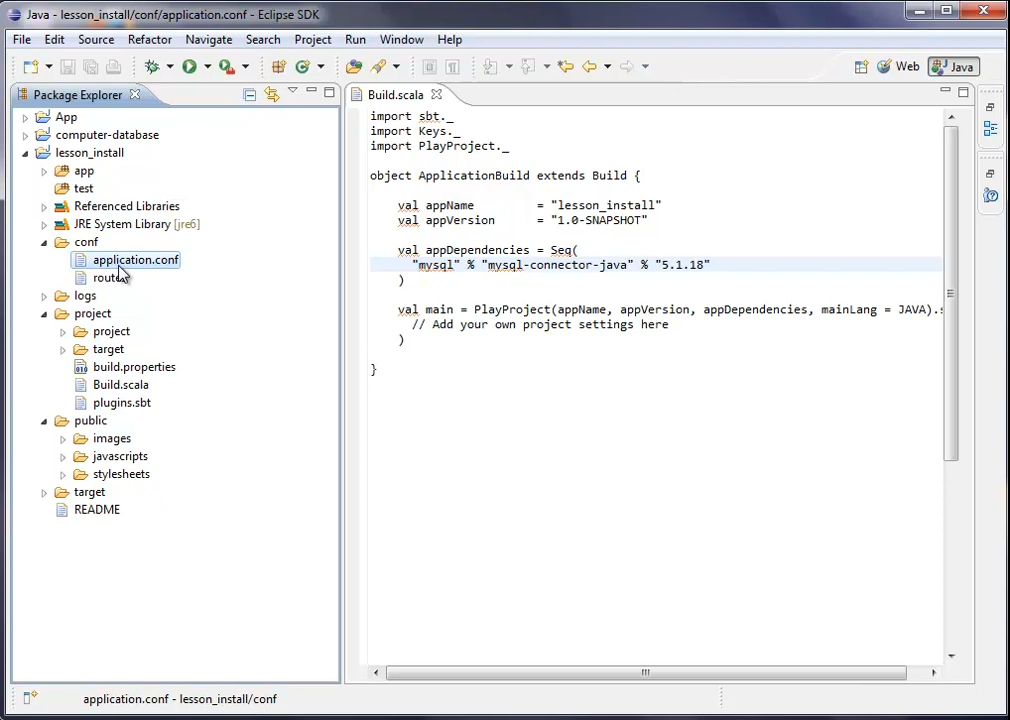 Java - lesson_install/conf/application.conf - Eclipse SDK
File Edit Source Refactor Navigate Search Project Run Window Help
Web Java
Package Explorer
Build.scala
App
computer-database
lesson_install
app
test
Referenced Libraries
JRE System Library [jre6]
conf
application.conf
route
logs
project
project
target
build.properties
Build.scala
plugins.sbt
public
images
javascripts
stylesheets
target
README
import sbt._
import Keys._
import PlayProject._
object ApplicationBuild extends Build {
val appName = "lesson_install"
val appVersion = "1.0-SNAPSHOT"
val appDependencies = Seq(
"mysql" % "mysql-connector-java" % "5.1.18"
)
val main = PlayProject(appName, appVersion, appDependencies, mainLang = JAVA).s
// Add your own project settings here
)
}
application.conf - lesson_install/conf